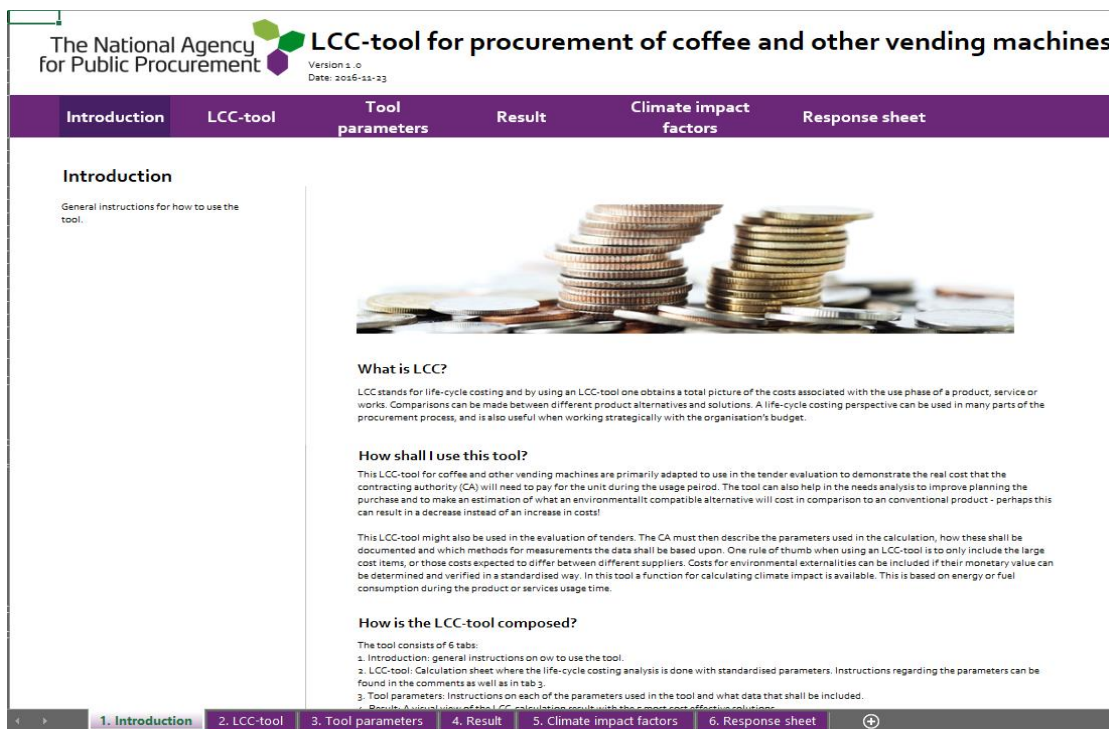 The National Agency
for Public Procurement
LCC-tool for procurement of coffee and other vending machines
Version 1 .0
Date: 2016-11-23
Introduction
LCC-tool
Tool
parameters
Result
Climate impact
factors
Response sheet
Introduction
General instructions for how to use the
tool.
What is LCC?
LCC stands for life-cycle costing and by using an LCC-tool one obtains a total picture of the costs associated with the use phase of a product, service or
works. Comparisons can be made between different product alternatives and solutions. A life-cycle costing perspective can be used in many parts of the
procurement process, and is also useful when working strategically with the organisation's budget.
How shall I use this tool?
This LCC-tool for coffee and other vending machines are primarily adapted to use in the tender evaluation to demonstrate the real cost that the
contracting authority (CA) will need to pay for the unit during the usage peirod. The tool can also help in the needs analysis to improve planning the
purchase and to make an estimation of what an environmentalIt compatible alternative will cost in comparison to an conventional product - perhaps this
can result in a decrease instead of an increase in costs!
This LCC-tool might also be used in the evaluation of tenders. The CA must then describe the parameters used in the calculation, how these shall be
documented and which methods for measurements the data shall be based upon. One rule of thumb when using an LCC-tool is to only include the large
cost items, or those costs expected to differ between different suppliers. Costs for environmental externalities can be included if their monetary value can
be determined and verified in a standardised way. In this tool a function for calculating climate impact is available. This is based on energy or fuel
consumption during the product or services usage time.
How is the LCC-tool composed?
The tool consists of 6 tabs:
1. Introduction: general instructions on ow to use the tool.
2. LCC-tool: Calculation sheet where the life-cycle costing analysis is done with standardised parameters. Instructions regarding the parameters can be
found in the comments as well as in tab 3.
3. Tool parameters: Instructions on each of the parameters used in the tool and what data that shall be included.
4. Result: A visual view of the LCC-calculation result with the 5 most cost effective solutions
1. Introduction
2. LCC-tool
3. Tool parameters
4. Result
5. Climate impact factors
6. Response sheet